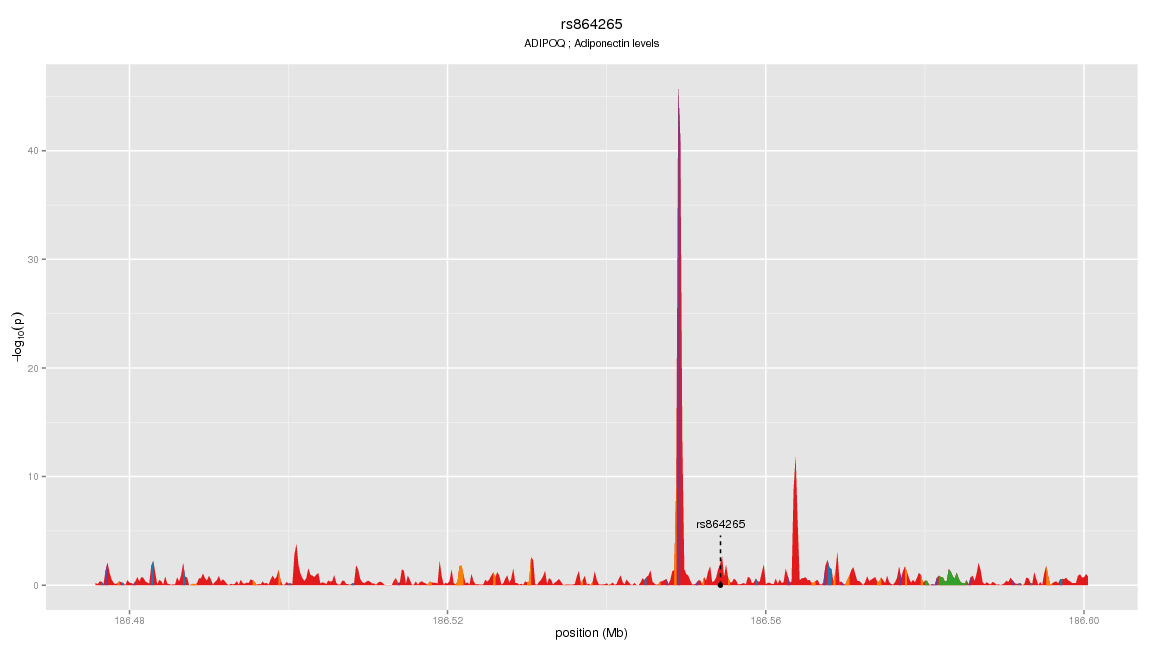 rs864265
ADIPOQ ; Adiponectin levels
40
30
20
10
0
−log10(p)
rs864265
186.48
186.52
186.56
186.60
position (Mb)